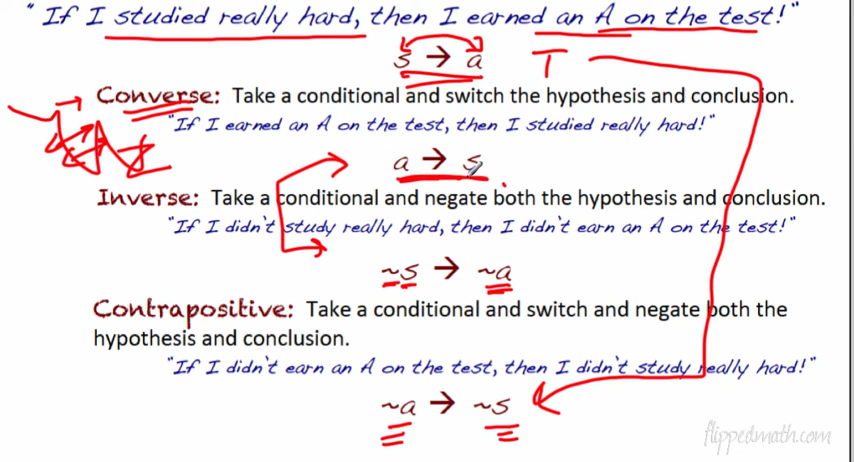 "If I studied really hard, then I earned an A on the test!"
s → a T
Converse: Take a conditional and switch the hypothesis and conclusion.
"If I earned an A on the test, then I studied really hard!"
a → s
Inverse: Take a conditional and negate both the hypothesis and conclusion.
"If I didn't study really hard, then I didn't earn an A on the test!"
~s → ~a
Contrapositive: Take a conditional and switch and negate both the
hypothesis and conclusion.
"If I didn't earn an A on the test, then I didn't study really hard!"
~a → ~s
flippedmath.com